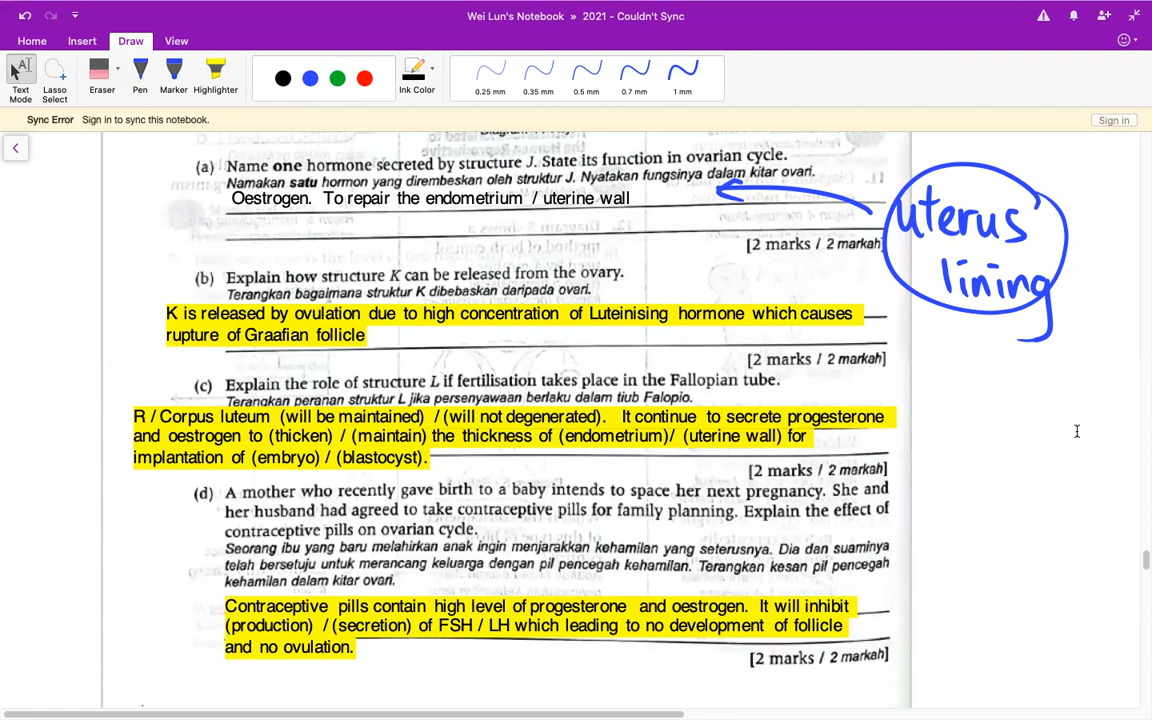 Wei Lun's Notebook » 2021 - Couldn't Sync
Home Insert Draw View
Text Mode Lasso Select Eraser Pen Marker Highlighter Ink Color 0.25 mm 0.35 mm 0.5 mm 0.7 mm 1 mm
Sync Error Sign in to sync this notebook. Sign in
(a) Name one hormone secreted by structure J. State its function in ovarian cycle.
Namakan satu hormon yang dirembeskan oleh struktur J. Nyatakan fungsinya dalam kitar ovari.
Oestrogen. To repair the endometrium / uterine wall
uterus
lining
[2 marks / 2 markah]
(b) Explain how structure K can be released from the ovary.
Terangkan bagaimana struktur K dibebaskan daripada ovari.
K is released by ovulation due to high concentration of Luteinising hormone which causes
rupture of Graafian follicle
[2 marks / 2 markah]
(c) Explain the role of structure L if fertilisation takes place in the Fallopian tube.
Terangkan peranan struktur L jika persenyawaan berlaku dalam tiub Falopio.
R / Corpus luteum (will be maintained) / (will not degenerated). It continue to secrete progesterone
and oestrogen to (thicken) / (maintain) the thickness of (endometrium)/ (uterine wall) for
implantation of (embryo) / (blastocyst).
[2 marks / 2 markah]
(d) A mother who recently gave birth to a baby intends to space her next pregnancy. She and
her husband had agreed to take contraceptive pills for family planning. Explain the effect of
contraceptive pills on ovarian cycle.
Seorang ibu yang baru melahirkan anak ingin menjarakkan kehamilan yang seterusnya. Dia dan suaminya
telah bersetuju untuk merancang keluarga dengan pil pencegah kehamilan. Terangkan kesan pil pencegah
kehamilan dalam kitar ovari.
Contraceptive pills contain high level of progesterone and oestrogen. It will inhibit
(production) / (secretion) of FSH / LH which leading to no development of follicle
and no ovulation.
[2 marks / 2 markah]